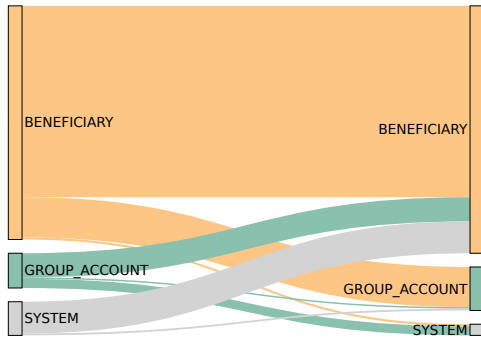 BENEFICIARY
BENEFICIARY
GROUP_ACCOUNT
GROUP_ACCOUNT
SYSTEM
SYSTEM